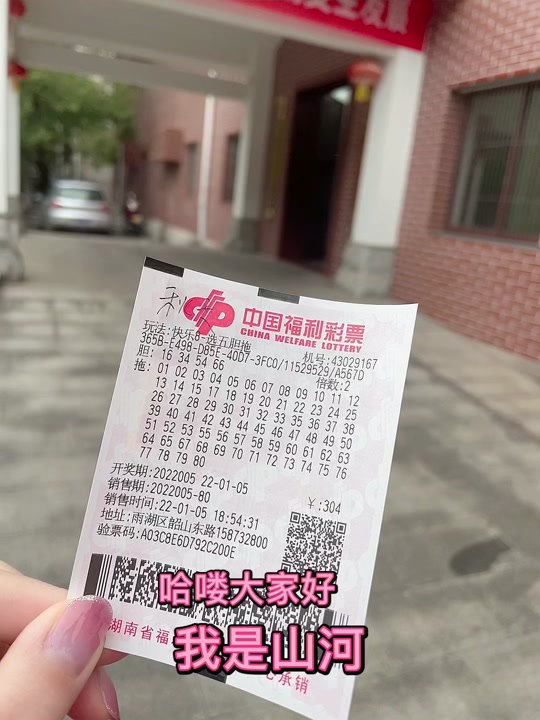 中国福利彩票
CHINA WELFARE LOTTERY
玩法:快乐8-选五胆拖
机号:43029167
365B-E498-D85E-40D7-3FC0/11529529/A567D
胆: 16 34 54 66
倍数:2
拖: 01 02 03 04 05 06 07 08 09 10 11 12
13 14 15 17 18 19 20 21 22 23 24 25
26 27 28 29 30 31 32 33 35 36 37 38
39 40 41 42 43 44 45 46 47 48 49 50
51 52 53 55 56 57 58 59 60 61 62 63
64 65 67 68 69 70 71 72 73 74 75 76
77 78 79 80
开奖期:2022005 22-01-05
销售期:2022005-80
¥:304
销售时间:22-01-05 18:54:31
地址:雨湖区韶山东路158732800
验票码:A03C8E6D792C200E
哈喽大家好
我是山河
湖南省福
承销